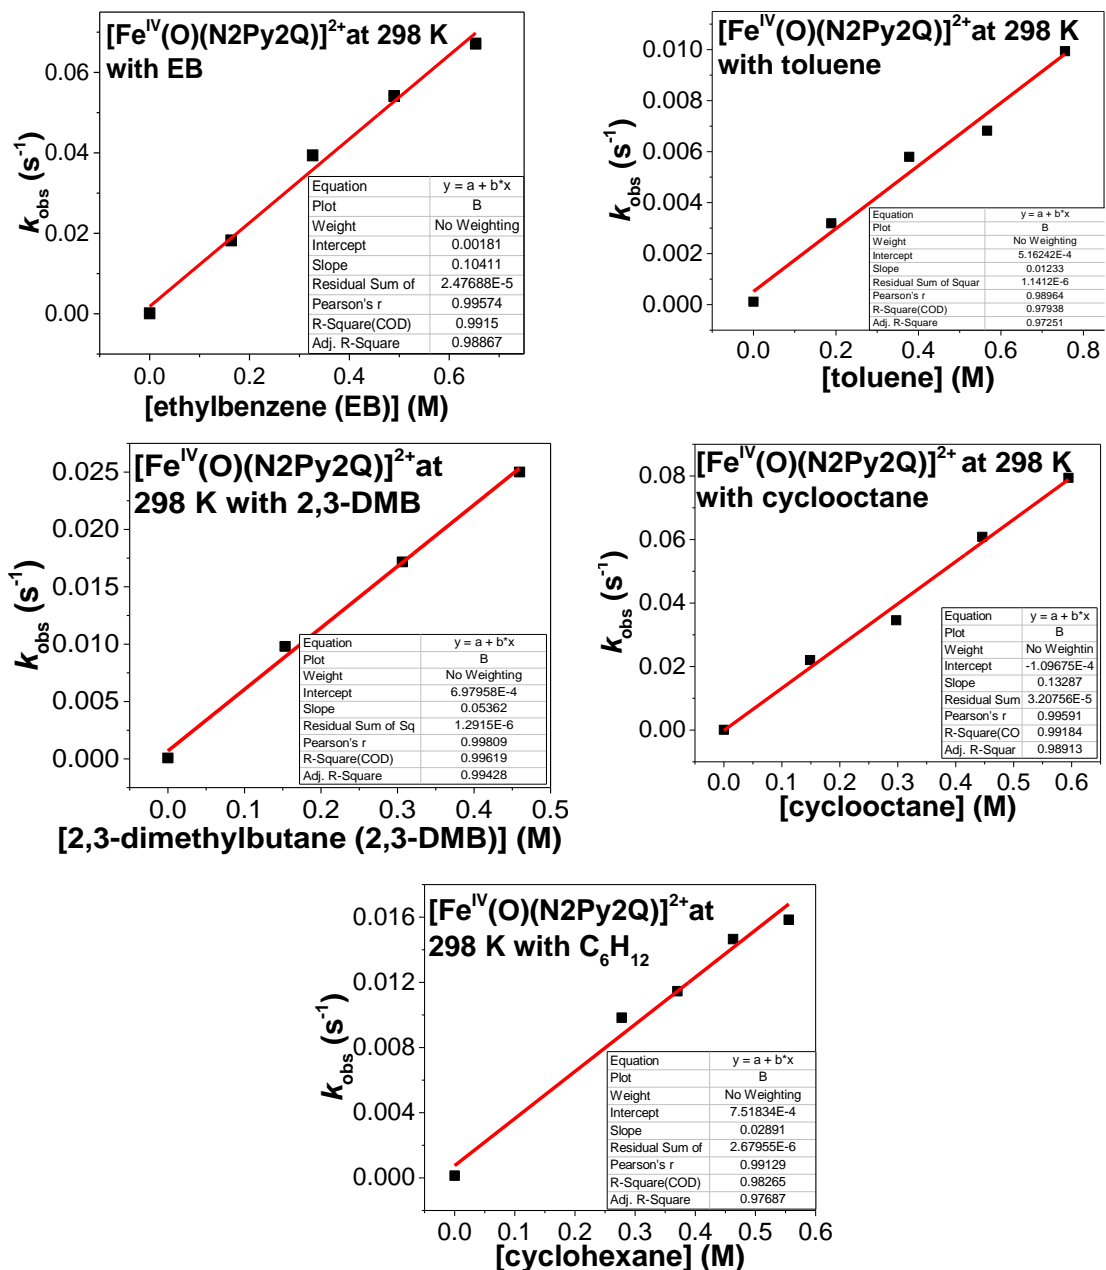 [Fe^IV(O)(N2Py2Q)]^2+ at 298 K
with EB
k_obs (s^-1)
0.06
0.04
0.02
0.00
Equation y = a + b*x
Plot B
Weight No Weighting
Intercept 0.00181
Slope 0.10411
Residual Sum of 2.47688E-5
Pearson's r 0.99574
R-Square(COD) 0.9915
Adj. R-Square 0.98867
0.0 0.2 0.4 0.6
[ethylbenzene (EB)] (M)
[Fe^IV(O)(N2Py2Q)]^2+ at 298 K
with toluene
k_obs (s^-1)
0.010
0.008
0.006
0.004
0.002
0.000
Equation y = a + b*x
Plot B
Weight No Weighting
Intercept 5.16242E-4
Slope 0.01233
Residual Sum of Squar 1.1412E-6
Pearson's r 0.98964
R-Square(COD) 0.97938
Adj. R-Square 0.97251
0.0 0.2 0.4 0.6 0.8
[toluene] (M)
[Fe^IV(O)(N2Py2Q)]^2+ at
298 K with 2,3-DMB
k_obs (s^-1)
0.025
0.020
0.015
0.010
0.005
0.000
Equation y = a + b*x
Plot B
Weight No Weighting
Intercept 6.97958E-4
Slope 0.05362
Residual Sum of Sq 1.2915E-6
Pearson's r 0.99809
R-Square(COD) 0.99619
Adj. R-Square 0.99428
0.0 0.1 0.2 0.3 0.4 0.5
[2,3-dimethylbutane (2,3-DMB)] (M)
[Fe^IV(O)(N2Py2Q)]^2+ at 298 K
with cyclooctane
k_obs (s^-1)
0.08
0.06
0.04
0.02
0.00
Equation y = a + b*x
Plot B
Weight No Weightin
Intercept -1.09675E-4
Slope 0.13287
Residual Sum 3.20756E-5
Pearson's r 0.99591
R-Square(CO 0.99184
Adj. R-Squar 0.98913
0.0 0.1 0.2 0.3 0.4 0.5 0.6
[cyclooctane] (M)
[Fe^IV(O)(N2Py2Q)]^2+ at
298 K with C_6H_12
k_obs (s^-1)
0.016
0.012
0.008
0.004
0.000
Equation y = a + b*x
Plot B
Weight No Weighting
Intercept 7.51834E-4
Slope 0.02891
Residual Sum of 2.67955E-6
Pearson's r 0.99129
R-Square(COD) 0.98265
Adj. R-Square 0.97687
0.0 0.1 0.2 0.3 0.4 0.5 0.6
[cyclohexane] (M)